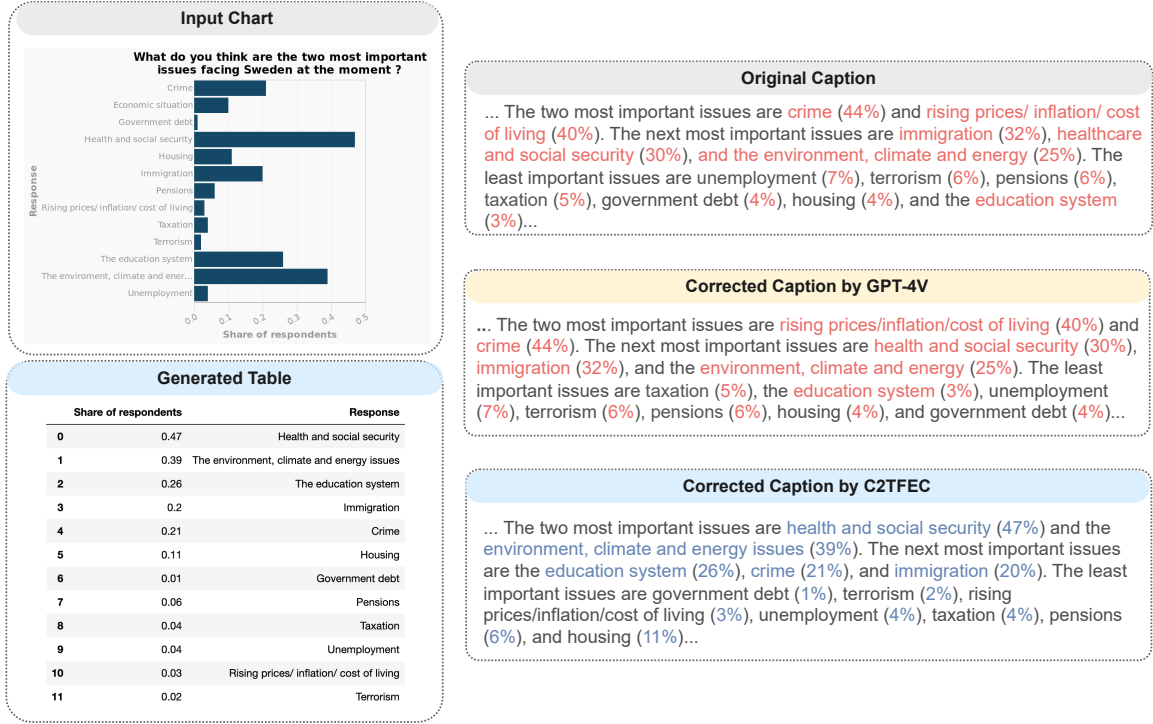 Input Chart
What do you think are the two most important
issues facing Sweden at the moment ?
Response
Crime
Economic situation
Government debt
Health and social security
Housing
Immigration
Pensions
Rising prices/ inflation/ cost of living
Taxation
Terrorism
The education system
The enviroment, climate and ener...
Unemployment
0.0 0.1 0.2 0.3 0.4 0.5
Share of respondents
Generated Table
Share of respondents Response
0 0.47 Health and social security
1 0.39 The environment, climate and energy issues
2 0.26 The education system
3 0.2 Immigration
4 0.21 Crime
5 0.11 Housing
6 0.01 Government debt
7 0.06 Pensions
8 0.04 Taxation
9 0.04 Unemployment
10 0.03 Rising prices/ inflation/ cost of living
11 0.02 Terrorism
Original Caption
... The two most important issues are crime (44%) and rising prices/ inflation/ cost
of living (40%). The next most important issues are immigration (32%), healthcare
and social security (30%), and the environment, climate and energy (25%). The
least important issues are unemployment (7%), terrorism (6%), pensions (6%),
taxation (5%), government debt (4%), housing (4%), and the education system
(3%)...
Corrected Caption by GPT-4V
... The two most important issues are rising prices/inflation/cost of living (40%) and
crime (44%). The next most important issues are health and social security (30%),
immigration (32%), and the environment, climate and energy (25%). The least
important issues are taxation (5%), the education system (3%), unemployment
(7%), terrorism (6%), pensions (6%), housing (4%), and government debt (4%)...
Corrected Caption by C2TFEC
... The two most important issues are health and social security (47%) and the
environment, climate and energy issues (39%). The next most important issues
are the education system (26%), crime (21%), and immigration (20%). The least
important issues are government debt (1%), terrorism (2%), rising
prices/inflation/cost of living (3%), unemployment (4%), taxation (4%), pensions
(6%), and housing (11%)...